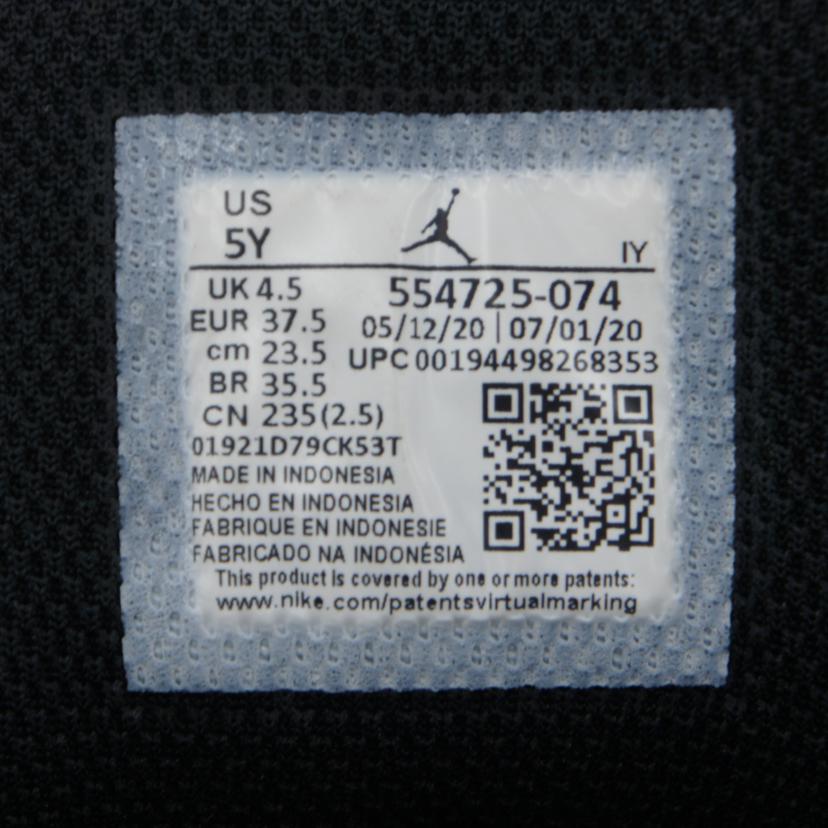 US
5Y
IY
UK 4.5
554725-074
EUR 37.5
05/12/20 | 07/01/20
cm 23.5
UPC 00194498268353
BR 35.5
CN 235(2.5)
01921D79CK53T
MADE IN INDONESIA
HECHO EN INDONESIA
FABRIQUE EN INDONESIE
FABRICADO NA INDONÉSIA
This product is covered by one or more patents:
www.nike.com/patentsvirtualmarking